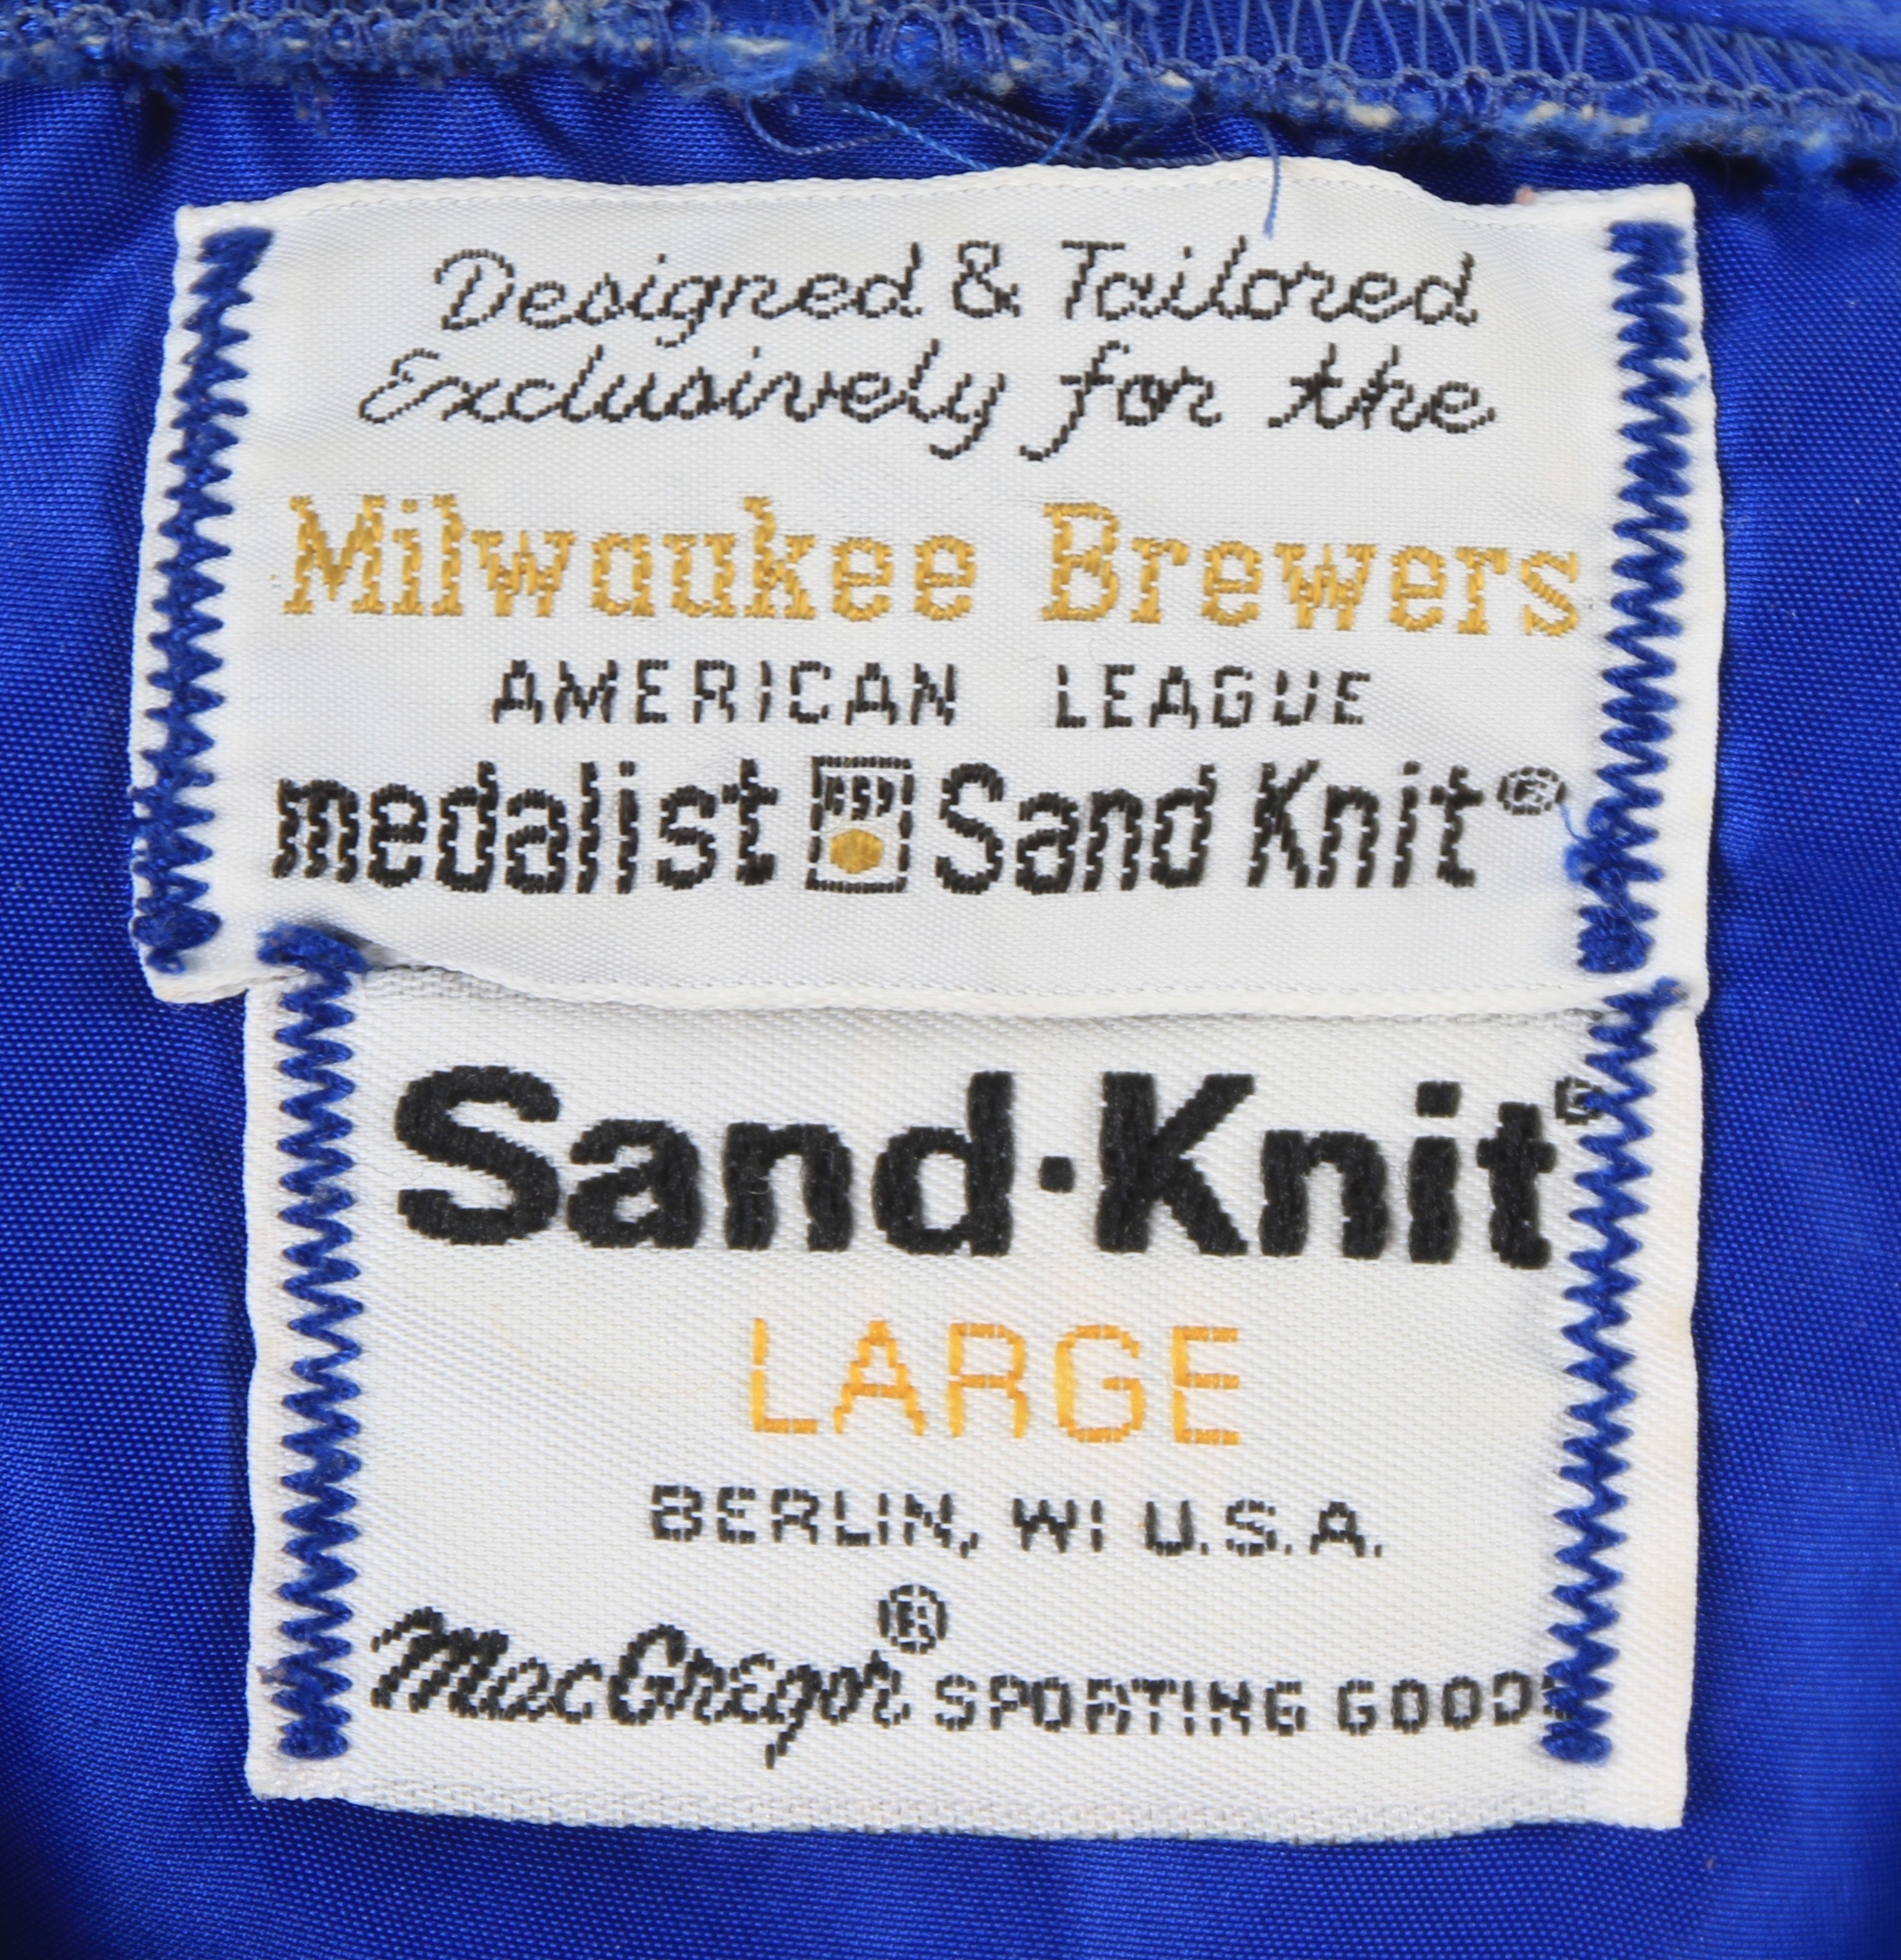 Designed & Tailored
Exclusively for the
Milwaukee Brewers
AMERICAN LEAGUE
medalist Sand Knit®
Sand·Knit®
LARGE
BERLIN, WI U.S.A.
MacGregor® SPORTING GOODS